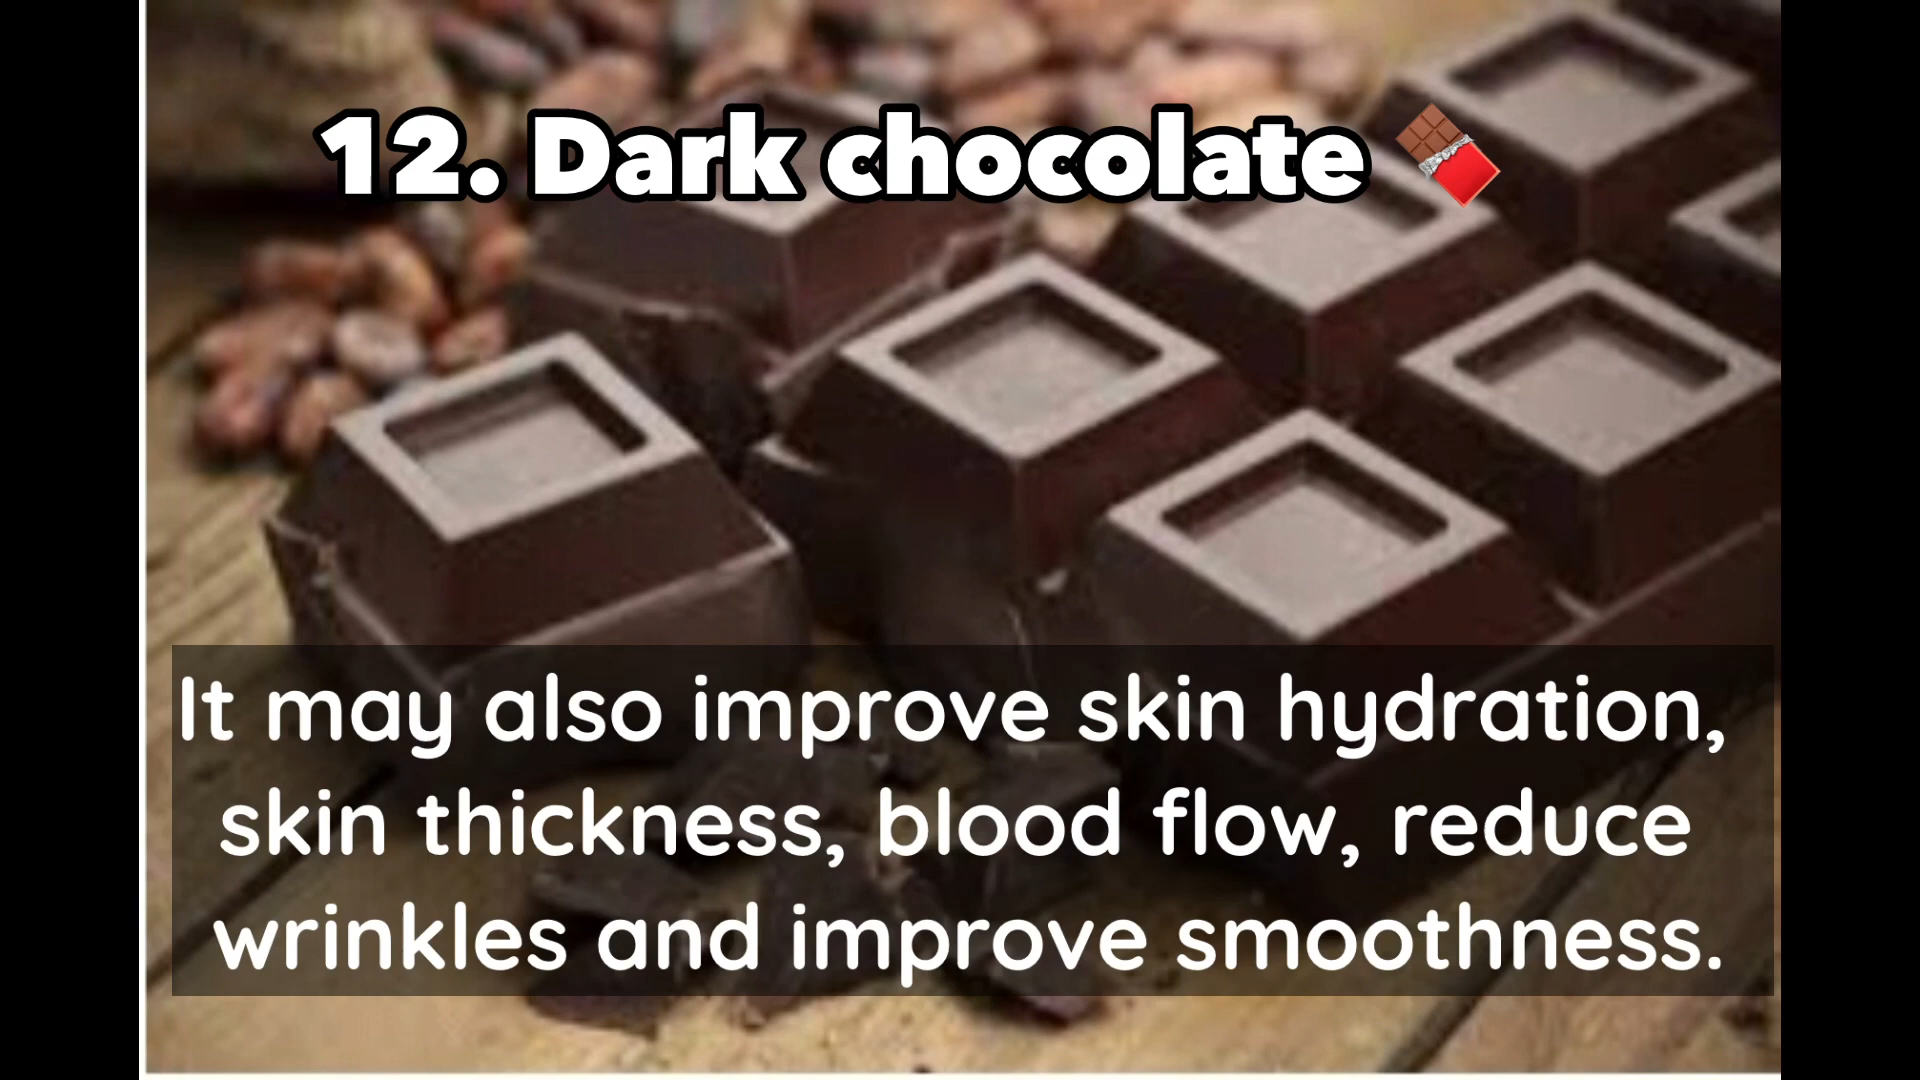 12. Dark chocolate 🍫
It may also improve skin hydration,
skin thickness, blood flow, reduce
wrinkles and improve smoothness.